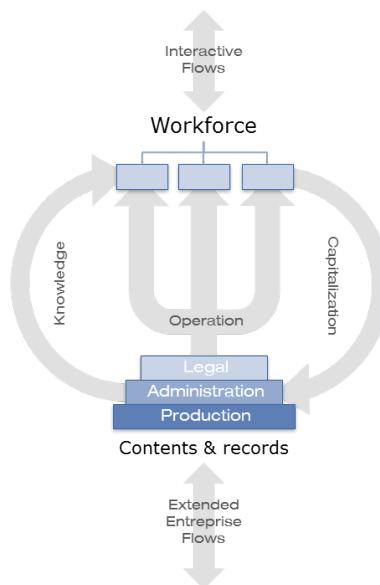 Interactive
Flows
Workforce
Knowledge
Capitalization
Operation
Legal
Administration
Production
Contents & records
Extended
Entreprise
Flows